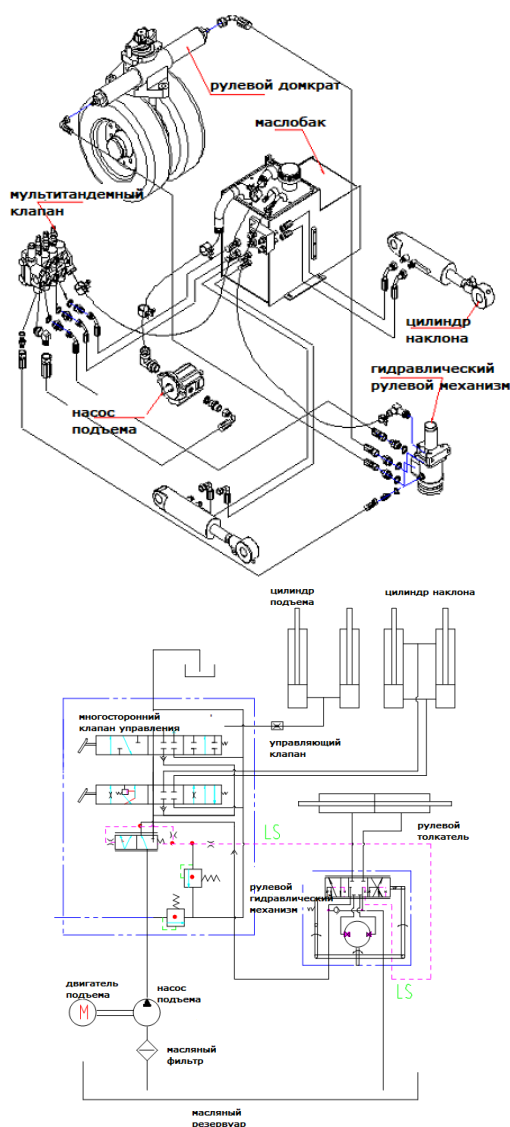 рулевой домкрат
маслобак
мультитандемный
клапан
цилиндр
наклона
гидравлический
рулевой механизм
насос
подъема
цилиндр
подъема
цилиндр наклона
многосторонний
клапан управления
управляющий
клапан
LS
рулевой
толкатель
рулевой
гидравлический
механизм
LS
двигатель
подъема
насос
подъема
M
масляный
фильтр
масляный
резервуар